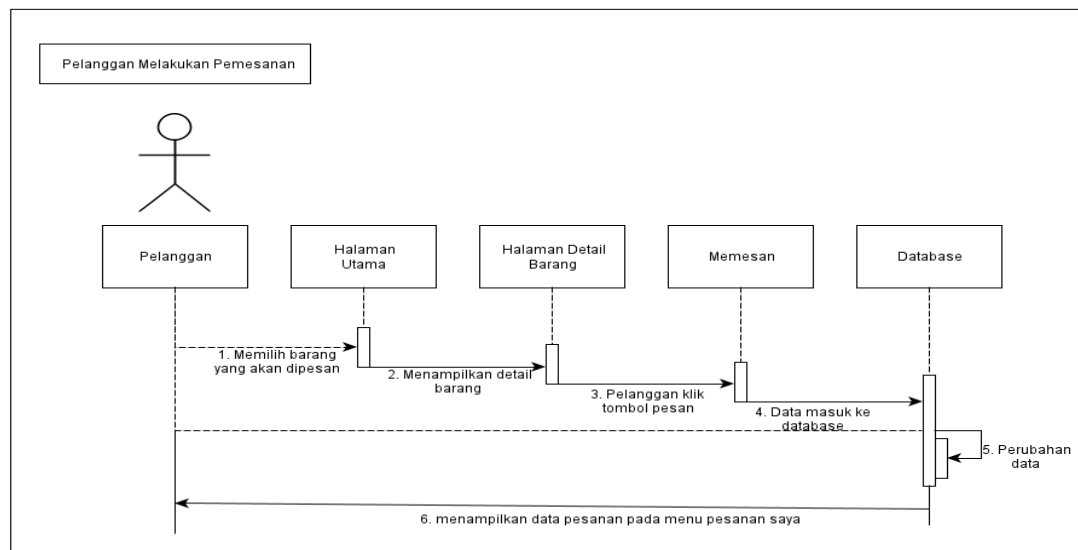 Pelanggan Melakukan Pemesanan
Pelanggan
Halaman
Utama
Halaman Detail
Barang
Memesan
Database
1. Memilih barang
yang akan dipesan
2. Menampilkan detail
barang
3. Pelanggan klik
tombol pesan
4. Data masuk ke
database
5. Perubahan
data
6. menampilkan data pesanan pada menu pesanan saya